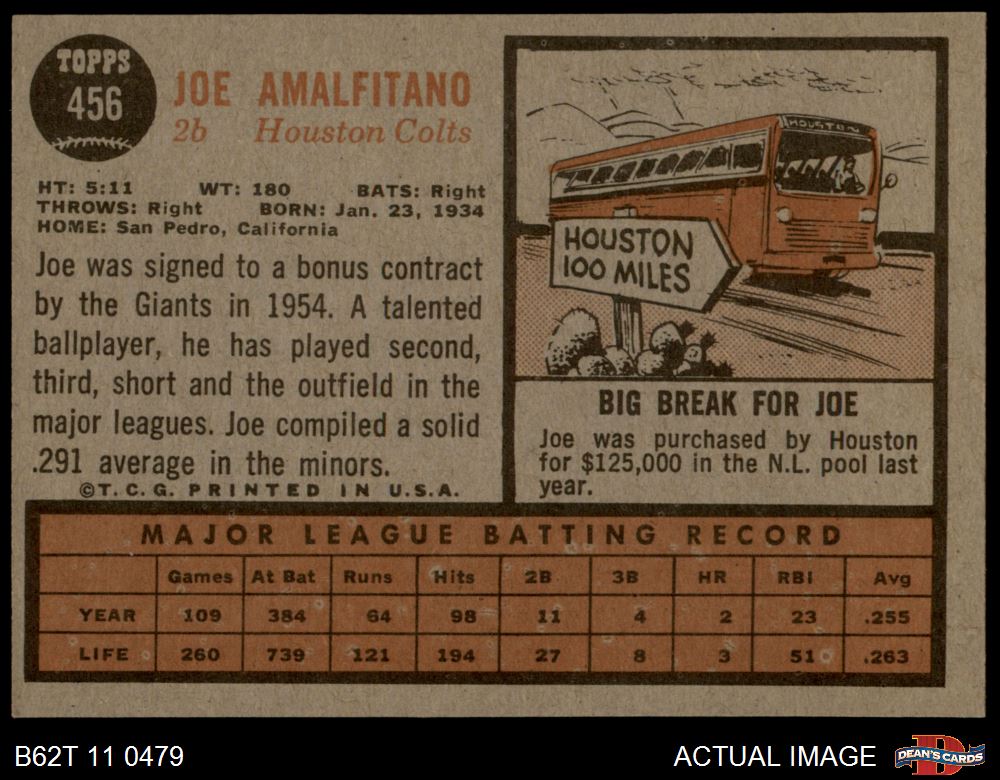 TOPPS
456
JOE AMALFITANO
2b Houston Colts
HT: 5:11 WT: 180 BATS: Right
THROWS: Right BORN: Jan. 23, 1934
HOME: San Pedro, California
Joe was signed to a bonus contract
by the Giants in 1954. A talented
ballplayer, he has played second,
third, short and the outfield in the
major leagues. Joe compiled a solid
.291 average in the minors.
©T.C.G. PRINTED IN U.S.A.
HOUSTON
HOUSTON
100 MILES
BIG BREAK FOR JOE
Joe was purchased by Houston
for $125,000 in the N.L. pool last
year.
MAJOR LEAGUE BATTING RECORD
Games At Bat Runs Hits 2B 3B HR RBI Avg
YEAR 109 384 64 98 11 4 2 23 .255
LIFE 260 739 121 194 27 8 3 51 .263
B62T 11 0479 ACTUAL IMAGE DEAN'S CARDS